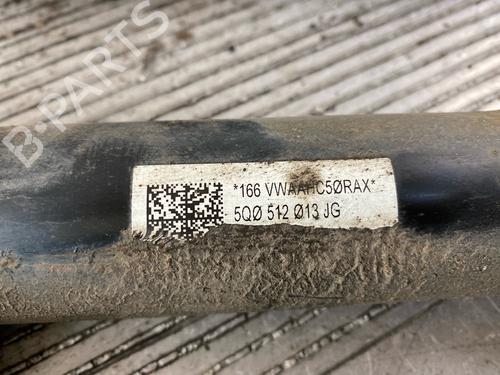 *166 VWAAHC5ØRAX*
5QØ 512 Ø13 JG
B-Parts